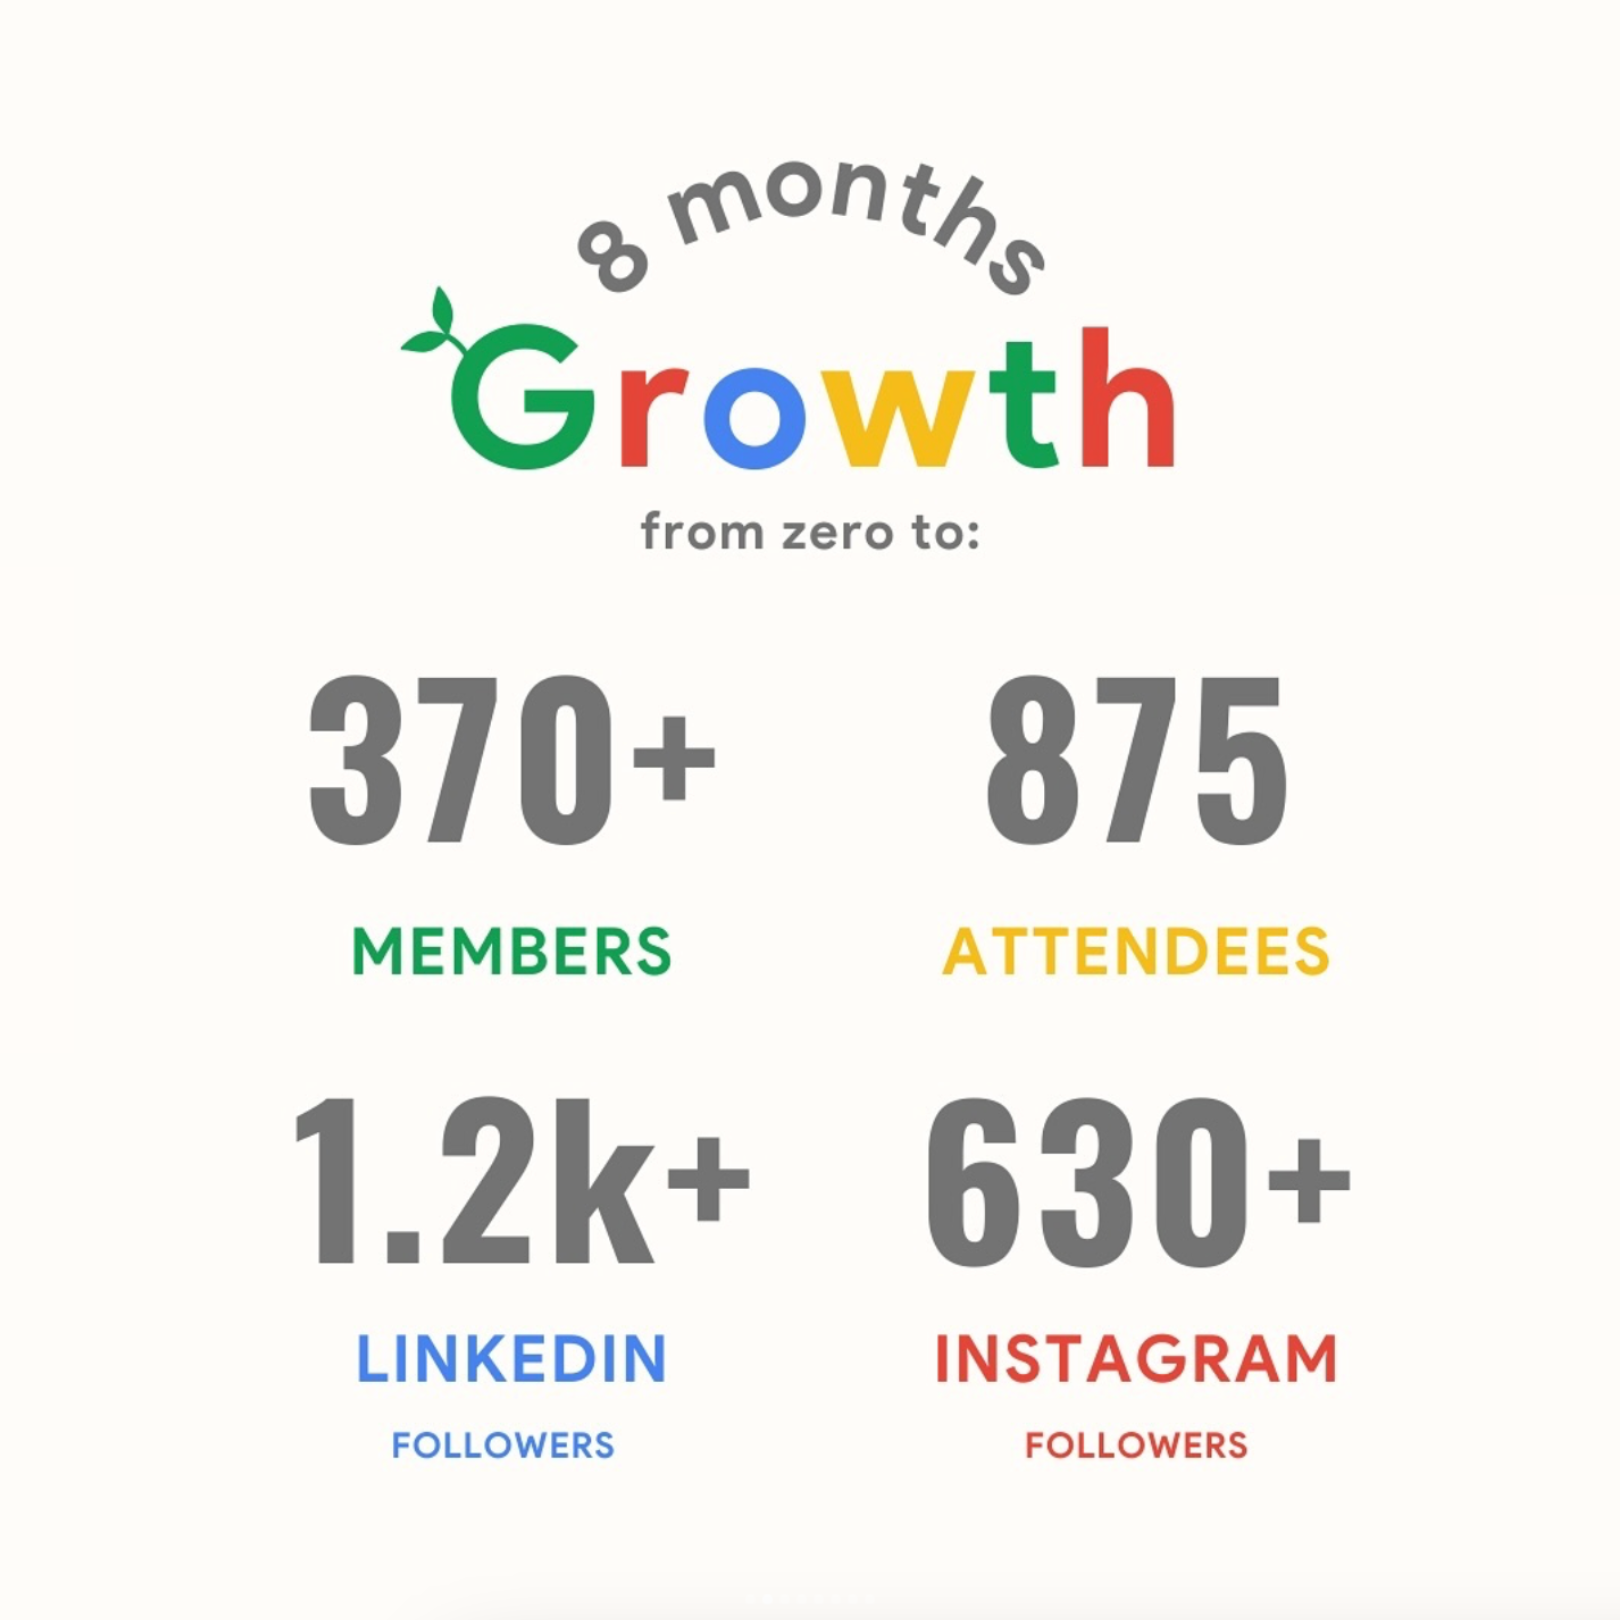 8 months
Growth
from zero to:
370+
MEMBERS
875
ATTENDEES
1.2k+
LINKEDIN
FOLLOWERS
630+
INSTAGRAM
FOLLOWERS